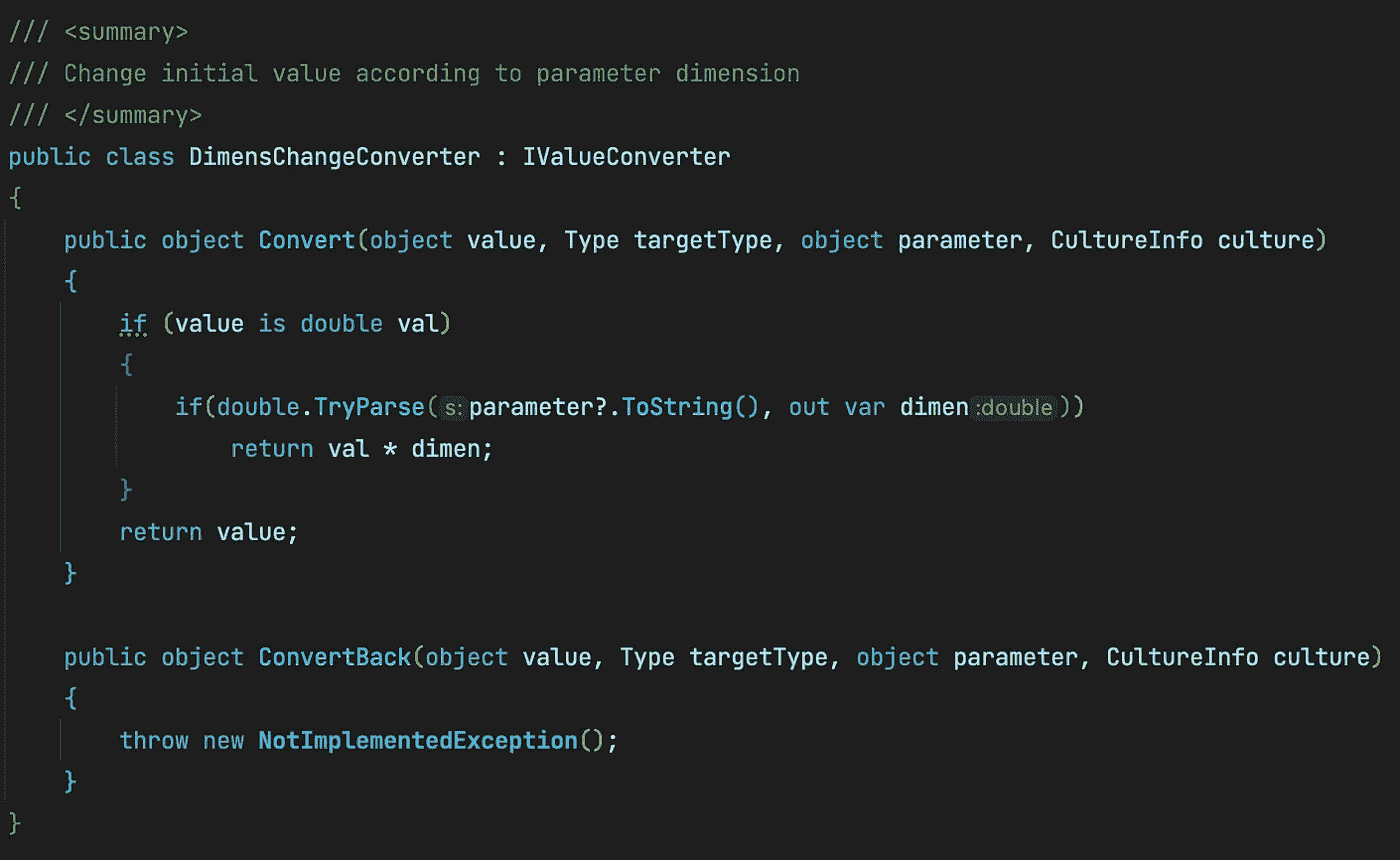 /// <summary>
/// Change initial value according to parameter dimension
/// </summary>
public class DimensChangeConverter : IValueConverter
{
    public object Convert(object value, Type targetType, object parameter, CultureInfo culture)
    {
        if (value is double val)
        {
            if(double.TryParse(s:parameter?.ToString(), out var dimen:double))
                return val * dimen;
        }
        return value;
    }

    public object ConvertBack(object value, Type targetType, object parameter, CultureInfo culture)
    {
        throw new NotImplementedException();
    }
}